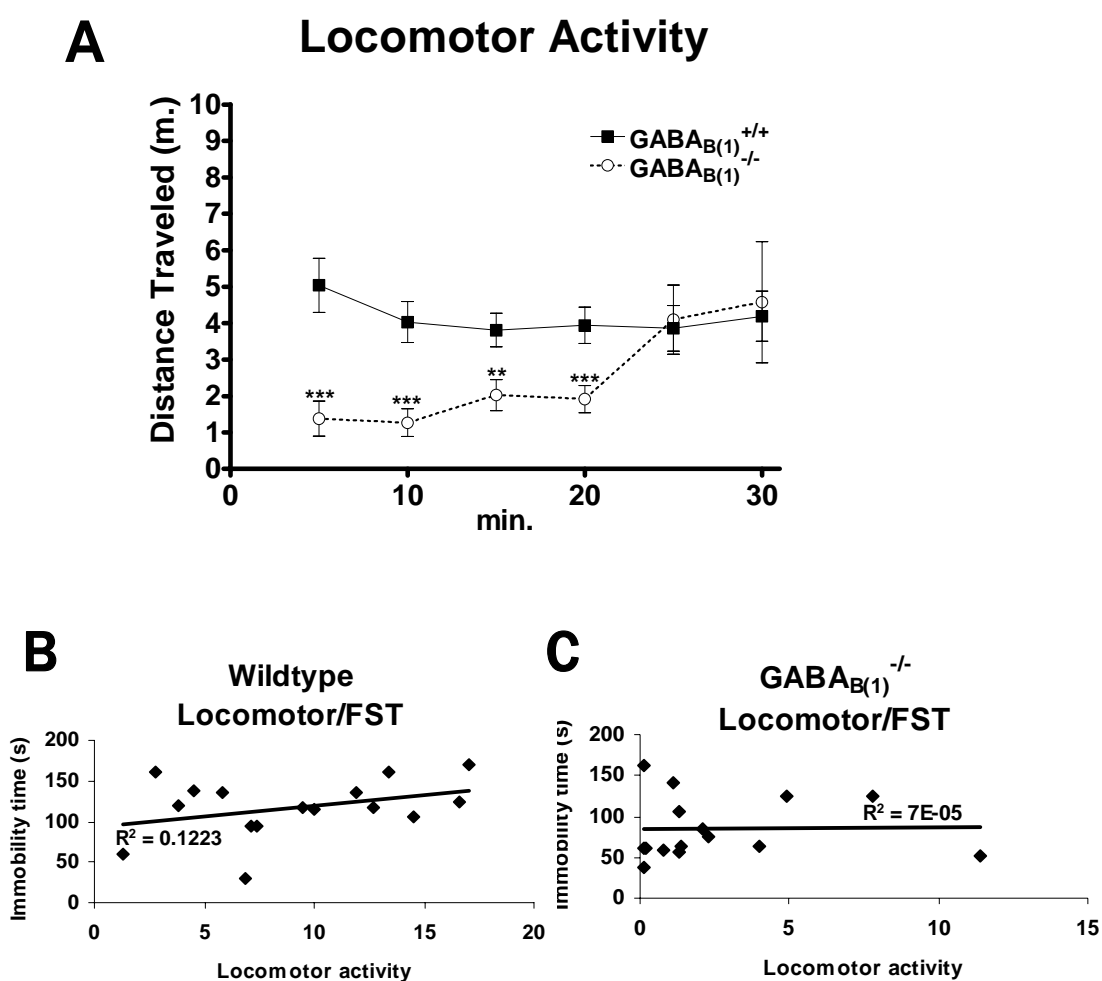 A
Locomotor Activity
Distance Traveled (m.)
10
9
8
7
6
5
4
3
2
1
0
GABAB(1)+/+
GABAB(1)-/-
***
***
**
***
0 10 20 30
min.
B
Wildtype
Locomotor/FST
Immobility time (s)
200
150
100
50
0
R² = 0.1223
0 5 10 15 20
Locomotor activity
C
GABAB(1)-/-
Locomotor/FST
Immobility time (s)
200
150
100
50
0
R² = 7E-05
0 5 10 15
Locomotor activity